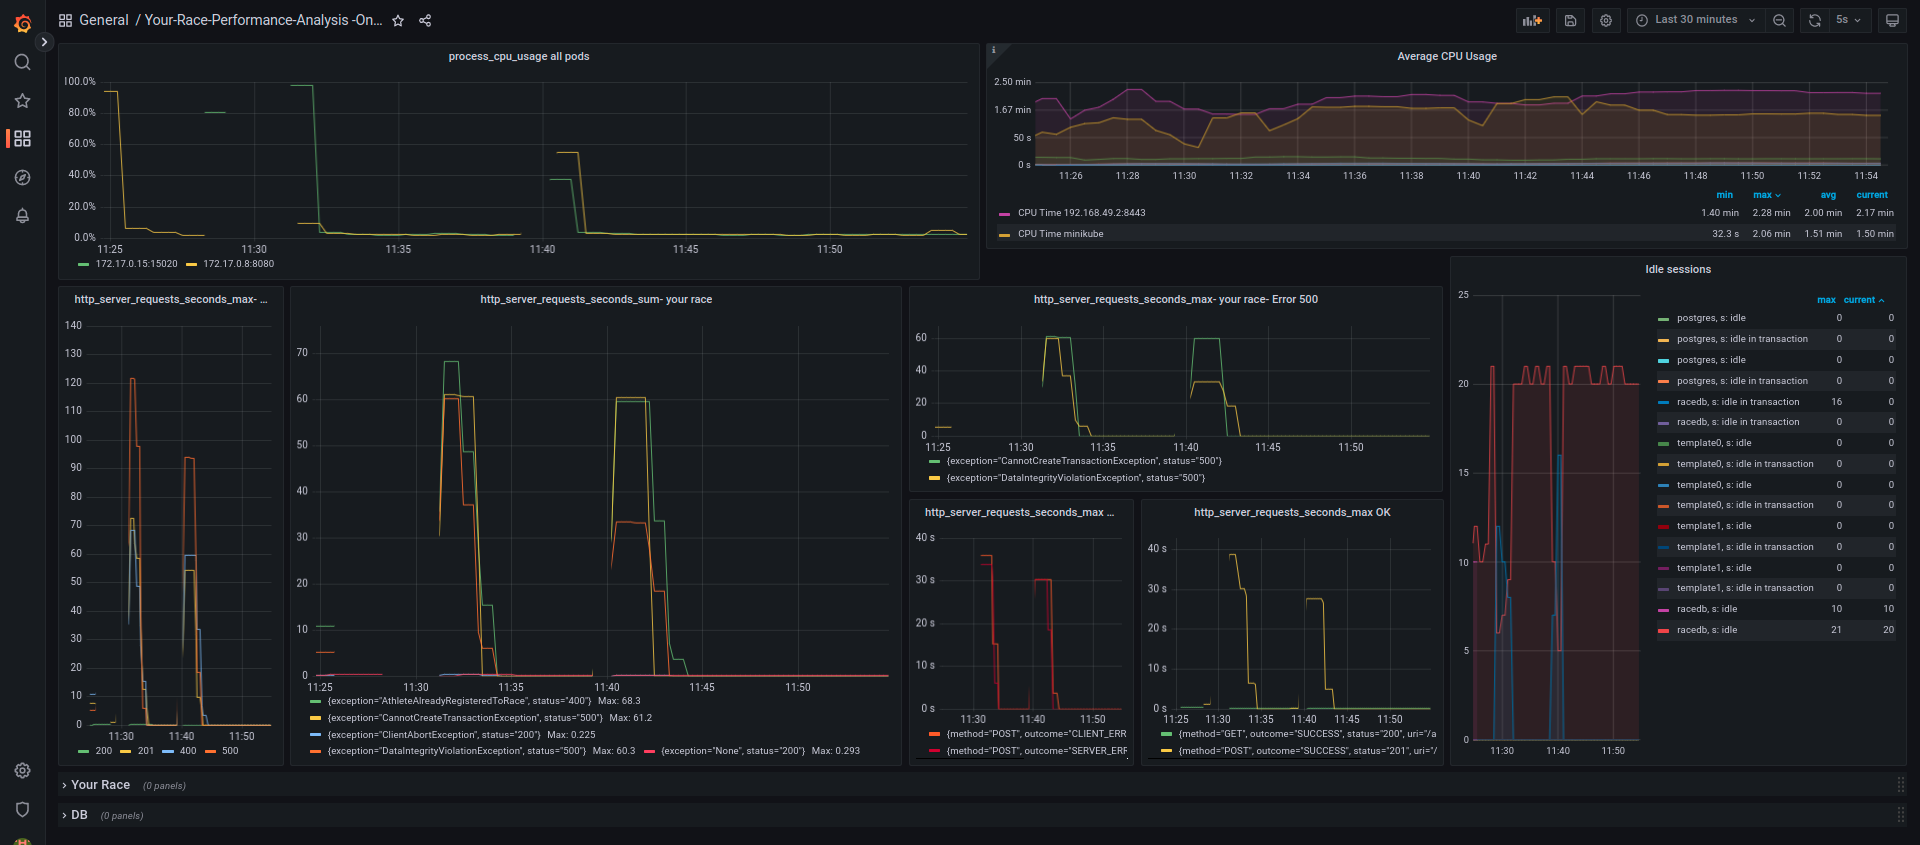 General / Your-Race-Performance-Analysis -On...
Last 30 minutes
5s
process_cpu_usage all pods
100.0%
80.0%
60.0%
40.0%
20.0%
0.0%
11:25 11:30 11:35 11:40 11:45 11:50
172.17.0.15:15020 172.17.0.8:8080
i
Average CPU Usage
2.50 min
1.67 min
50 s
0 s
11:26 11:28 11:30 11:32 11:34 11:36 11:38 11:40 11:42 11:44 11:46 11:48 11:50 11:52 11:54
min max avg current
CPU Time 192.168.49.2:8443 1.40 min 2.28 min 2.00 min 2.17 min
CPU Time minikube 32.3 s 2.06 min 1.51 min 1.50 min
http_server_requests_seconds_max- ...
140
130
120
110
100
90
80
70
60
50
40
30
20
10
0
11:30 11:40 11:50
200 201 400 500
http_server_requests_seconds_sum- your race
70
60
50
40
30
20
10
0
11:25 11:30 11:35 11:40 11:45 11:50
{exception="AthleteAlreadyRegisteredToRace", status="400"} Max: 68.3
{exception="CannotCreateTransactionException", status="500"} Max: 61.2
{exception="ClientAbortException", status="200"} Max: 0.225
{exception="DataIntegrityViolationException", status="500"} Max: 60.3 {exception="None", status="200"} Max: 0.293
http_server_requests_seconds_max- your race- Error 500
60
40
20
0
11:25 11:30 11:35 11:40 11:45 11:50
{exception="CannotCreateTransactionException", status="500"}
{exception="DataIntegrityViolationException", status="500"}
http_server_requests_seconds_max ...
40 s
30 s
20 s
10 s
0 s
11:30 11:40 11:50
{method="POST", outcome="CLIENT_ERR
{method="POST", outcome="SERVER_ERR
http_server_requests_seconds_max OK
40 s
30 s
20 s
10 s
0 s
11:25 11:30 11:35 11:40 11:45 11:50
{method="GET", outcome="SUCCESS", status="200", uri="/a
{method="POST", outcome="SUCCESS", status="201", uri="/
Idle sessions
25
20
15
10
5
0
11:30 11:40 11:50
max current
postgres, s: idle 0 0
postgres, s: idle in transaction 0 0
postgres, s: idle 0 0
postgres, s: idle in transaction 0 0
racedb, s: idle in transaction 16 0
racedb, s: idle in transaction 0 0
template0, s: idle 0 0
template0, s: idle in transaction 0 0
template0, s: idle 0 0
template0, s: idle in transaction 0 0
template1, s: idle 0 0
template1, s: idle in transaction 0 0
template1, s: idle 0 0
template1, s: idle in transaction 0 0
racedb, s: idle 10 10
racedb, s: idle 21 20
Your Race (0 panels)
DB (0 panels)